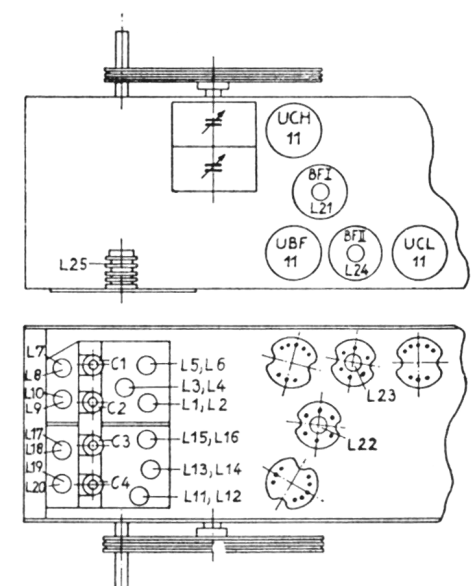 UCH
11
BFI
L21
UBF
11
BFII
L24
UCL
11
L25
L7
L8
C1
L5, L6
L3, L4
L10
L9
C2
L1, L2
L23
L17
L18
C3
L15, L16
L22
L19
L20
C4
L13, L14
L11, L12